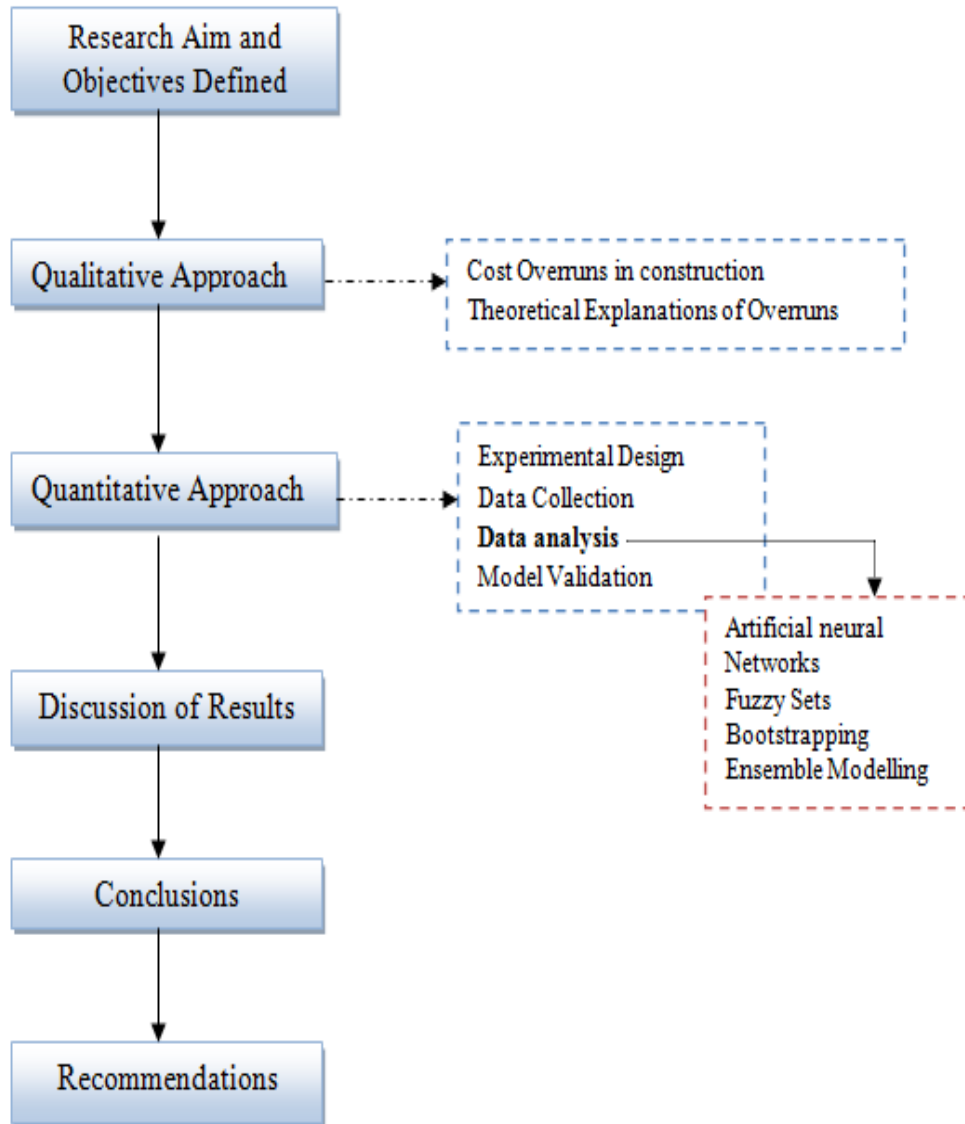 Research Aim and
Objectives Defined
Qualitative Approach
Cost Overruns in construction
Theoretical Explanations of Overruns
Quantitative Approach
Experimental Design
Data Collection
Data analysis
Model Validation
Artificial neural
Networks
Fuzzy Sets
Bootstrapping
Ensemble Modelling
Discussion of Results
Conclusions
Recommendations